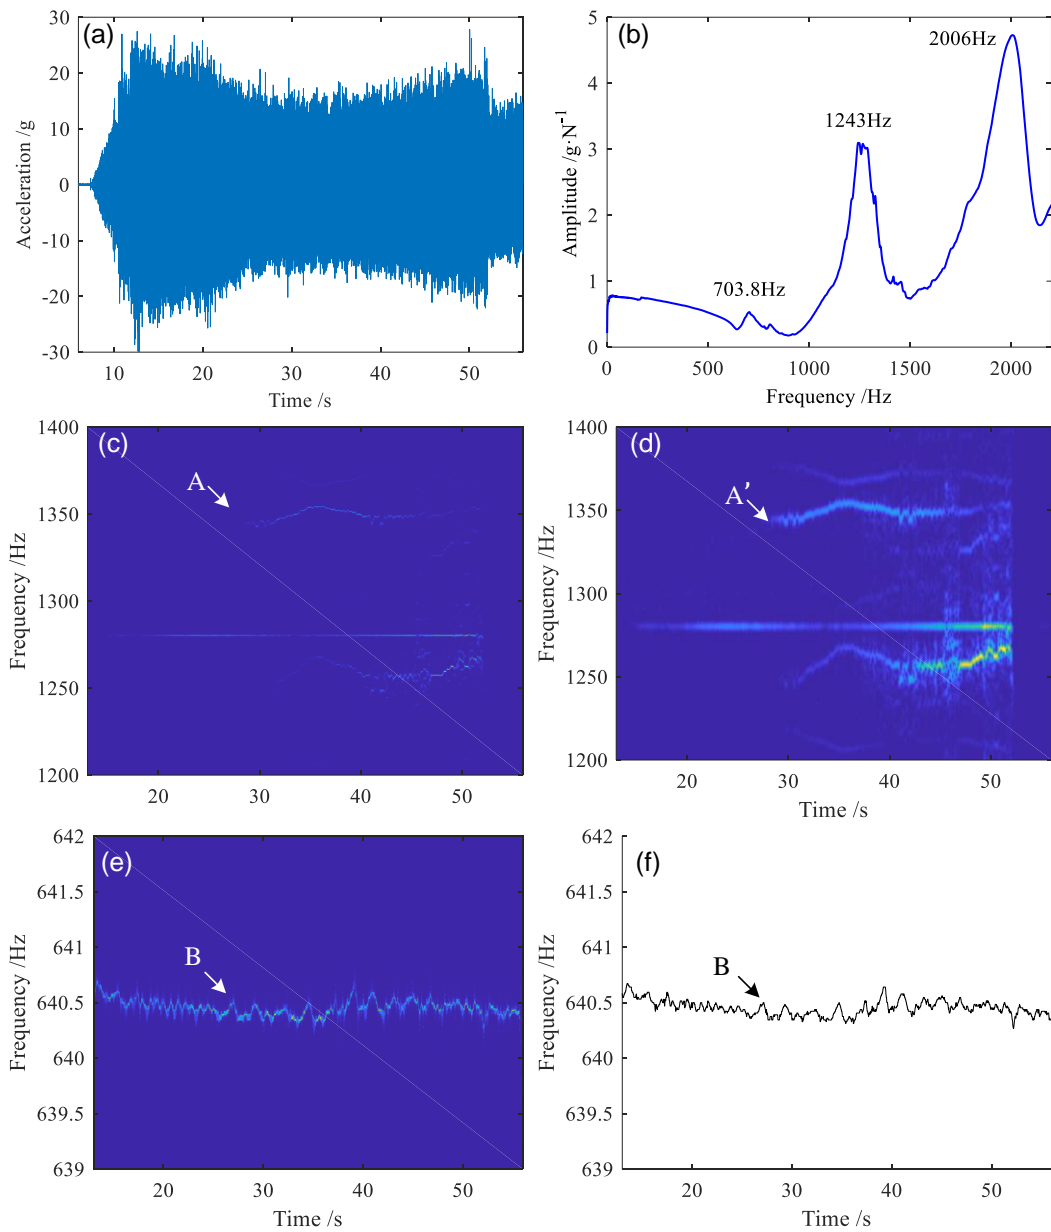 (a)
30
20
10
0
-10
-20
-30
Acceleration /g
10
20
30
40
50
Time /s
(b)
5
4
3
2
1
0
Amplitude /g·N⁻¹
703.8Hz
1243Hz
2006Hz
0
500
1000
1500
2000
Frequency /Hz
(c)
1400
1350
1300
1250
1200
Frequency /Hz
A
20
30
40
50
(d)
1400
1350
1300
1250
1200
Frequency /Hz
A’
20
30
40
50
Time /s
(e)
642
641.5
641
640.5
640
639.5
639
Frequency /Hz
B
20
30
40
50
Time /s
(f)
642
641.5
641
640.5
640
639.5
639
Frequency /Hz
B
20
30
40
50
Time /s